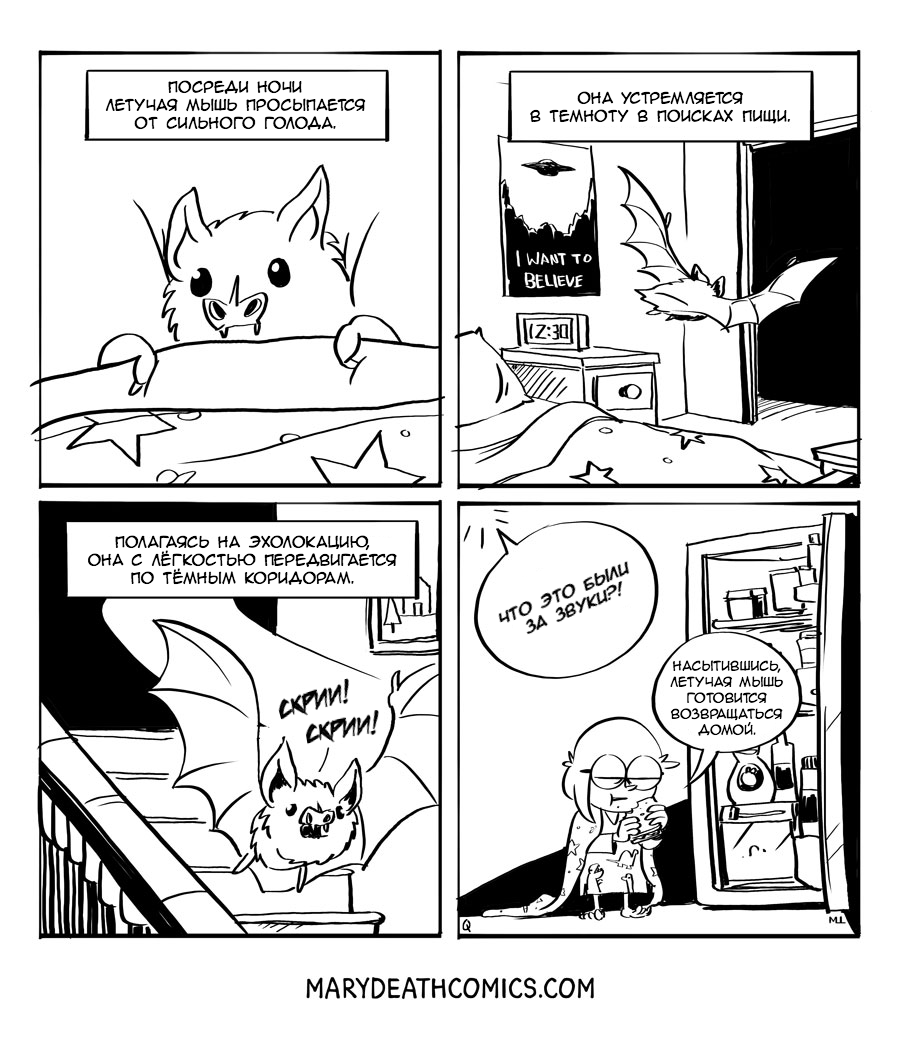 ПОСРЕДИ НОЧИ
ЛЕТУЧАЯ МЫШЬ ПРОСЫПАЕТСЯ
ОТ СИЛЬНОГО ГОЛОДА.
ОНА УСТРЕМЛЯЕТСЯ
В ТЕМНОТУ В ПОИСКАХ ПИЩИ.
I WANT TO
BELIEVE
12:30
ПОЛАГАЯСЬ НА ЭХОЛОКАЦИЮ,
ОНА С ЛЁГКОСТЬЮ ПЕРЕДВИГАЕТСЯ
ПО ТЁМНЫМ КОРИДОРАМ.
СКРИИ!
СКРИИ!
ЧТО ЭТО БЫЛИ
ЗА ЗВУКИ?!
НАСЫТИВШИСЬ,
ЛЕТУЧАЯ МЫШЬ
ГОТОВИТСЯ
ВОЗВРАЩАТЬСЯ
ДОМОЙ.
MARYDEATHCOMICS.COM